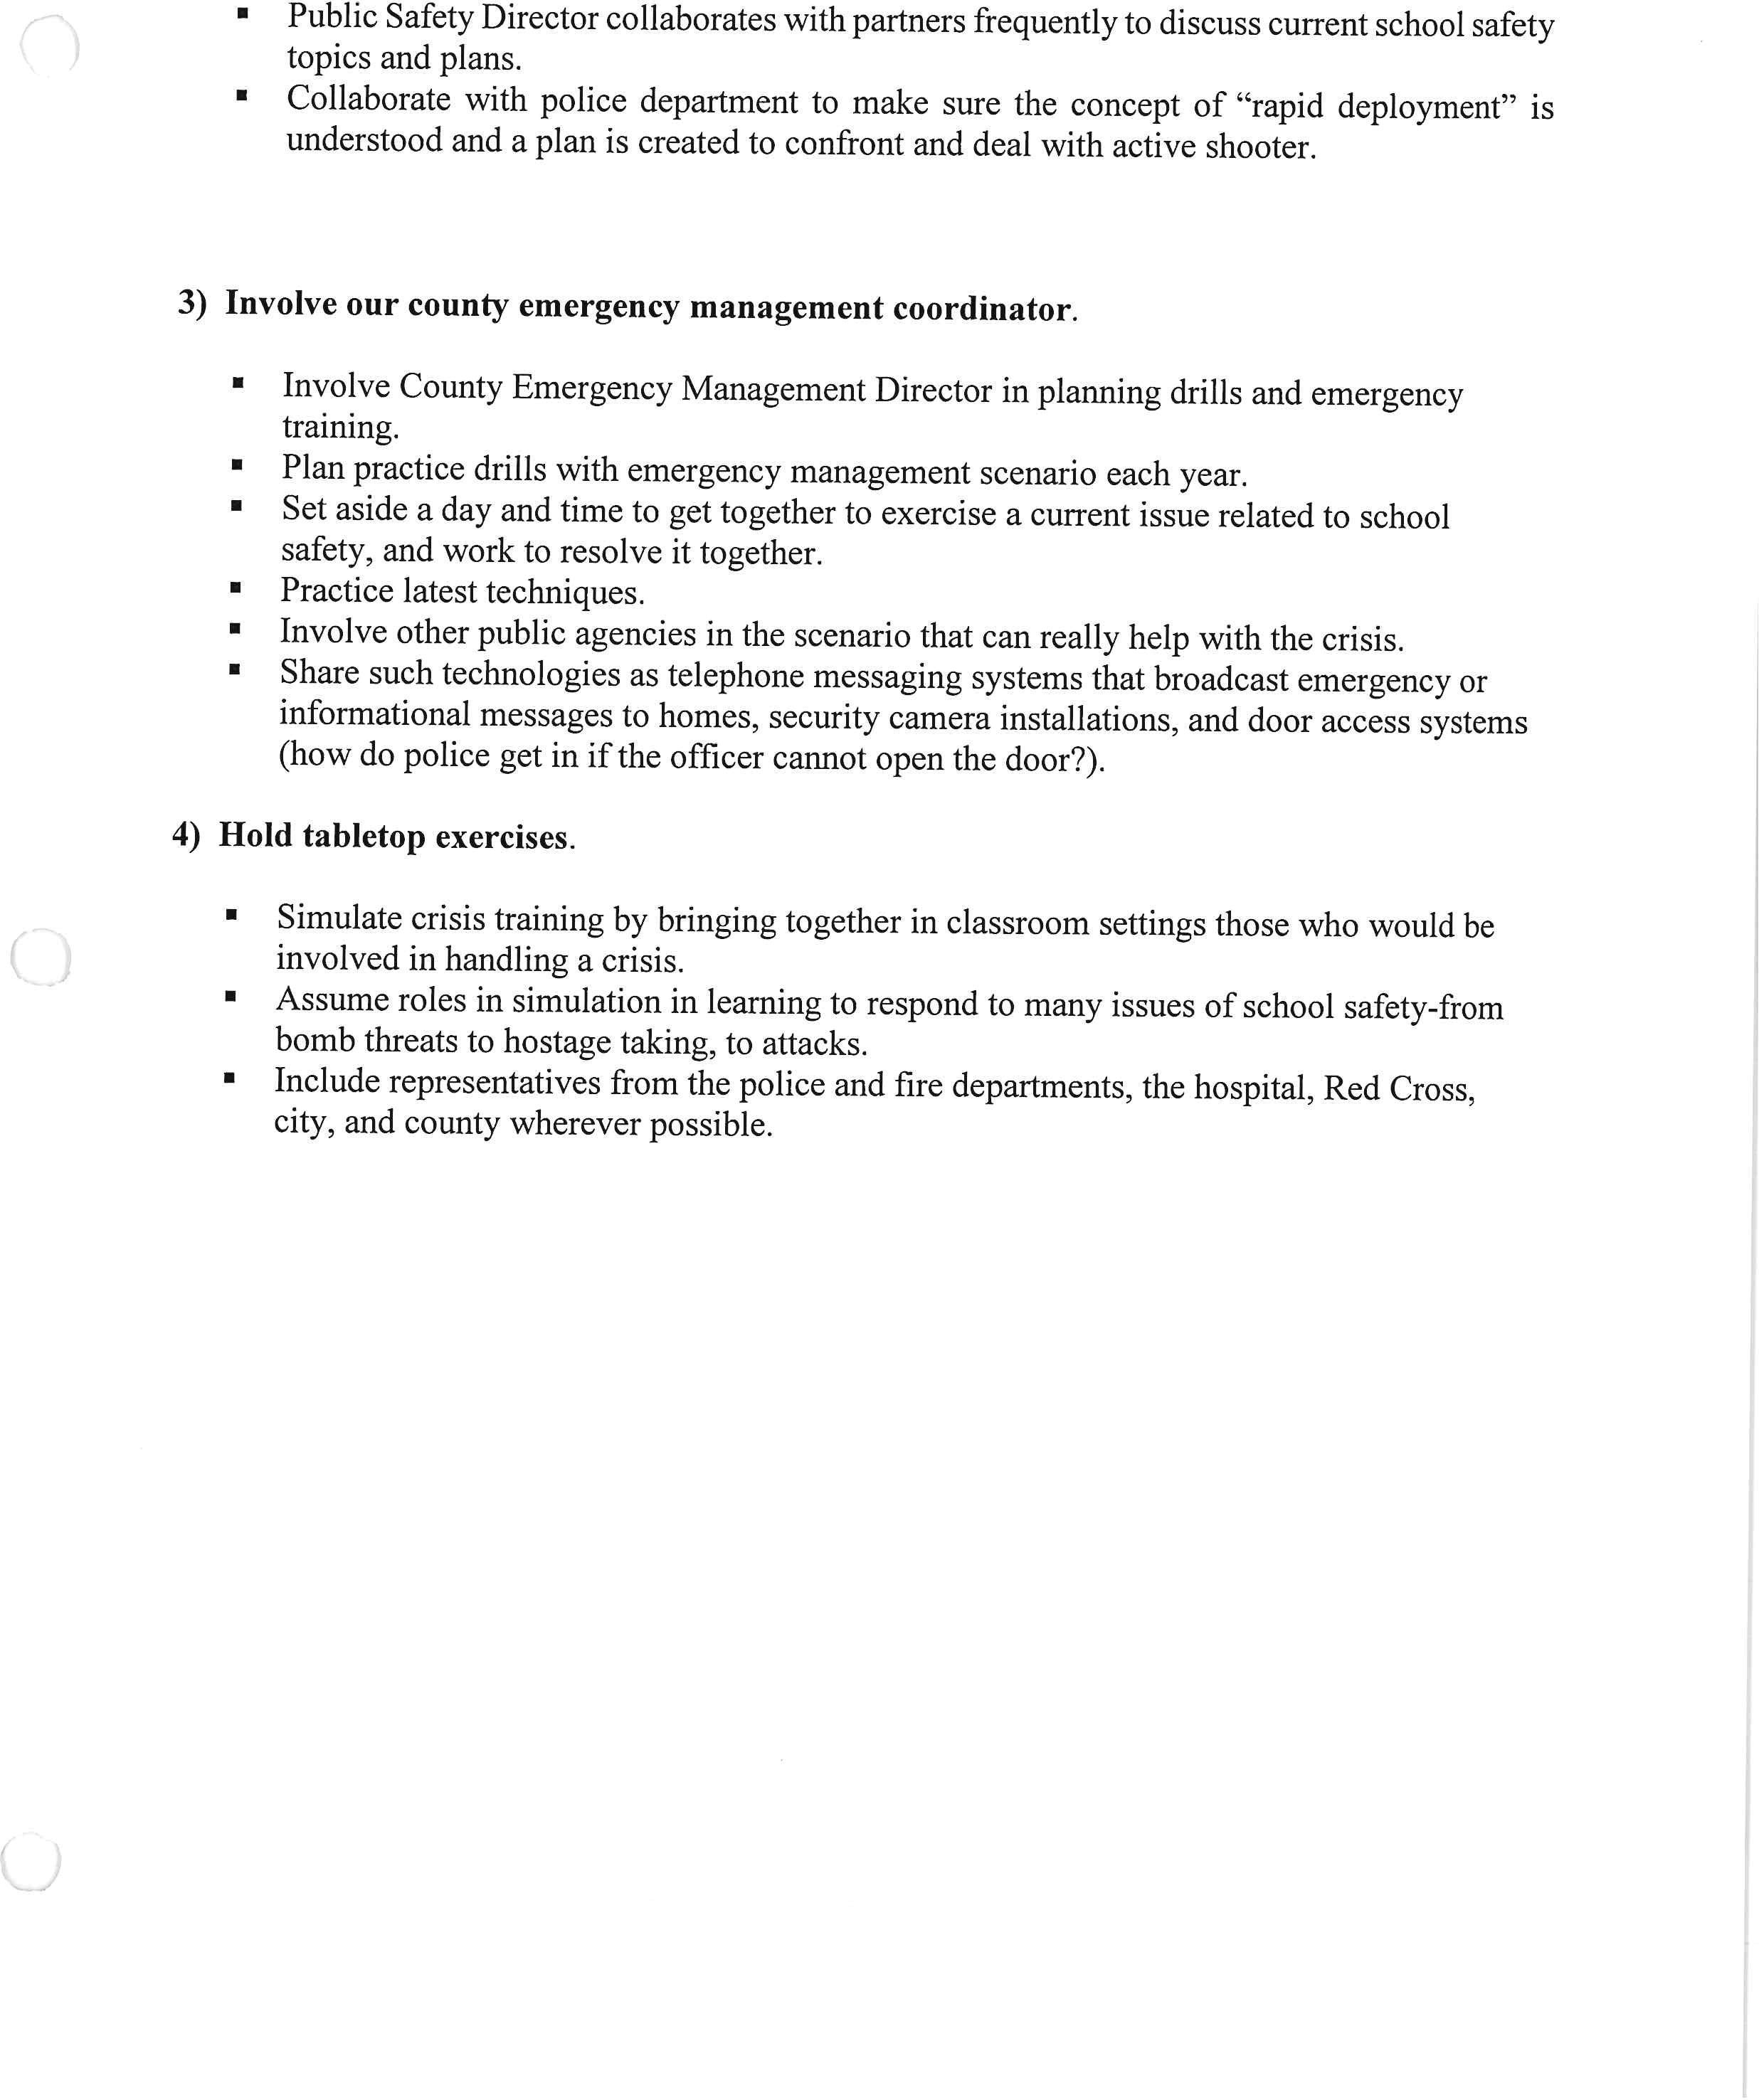 ▪ Public Safety Director collaborates with partners frequently to discuss current school safety
topics and plans.
▪ Collaborate with police department to make sure the concept of “rapid deployment” is
understood and a plan is created to confront and deal with active shooter.
3) Involve our county emergency management coordinator.
▪ Involve County Emergency Management Director in planning drills and emergency
training.
▪ Plan practice drills with emergency management scenario each year.
▪ Set aside a day and time to get together to exercise a current issue related to school
safety, and work to resolve it together.
▪ Practice latest techniques.
▪ Involve other public agencies in the scenario that can really help with the crisis.
▪ Share such technologies as telephone messaging systems that broadcast emergency or
informational messages to homes, security camera installations, and door access systems
(how do police get in if the officer cannot open the door?).
4) Hold tabletop exercises.
▪ Simulate crisis training by bringing together in classroom settings those who would be
involved in handling a crisis.
▪ Assume roles in simulation in learning to respond to many issues of school safety-from
bomb threats to hostage taking, to attacks.
▪ Include representatives from the police and fire departments, the hospital, Red Cross,
city, and county wherever possible.